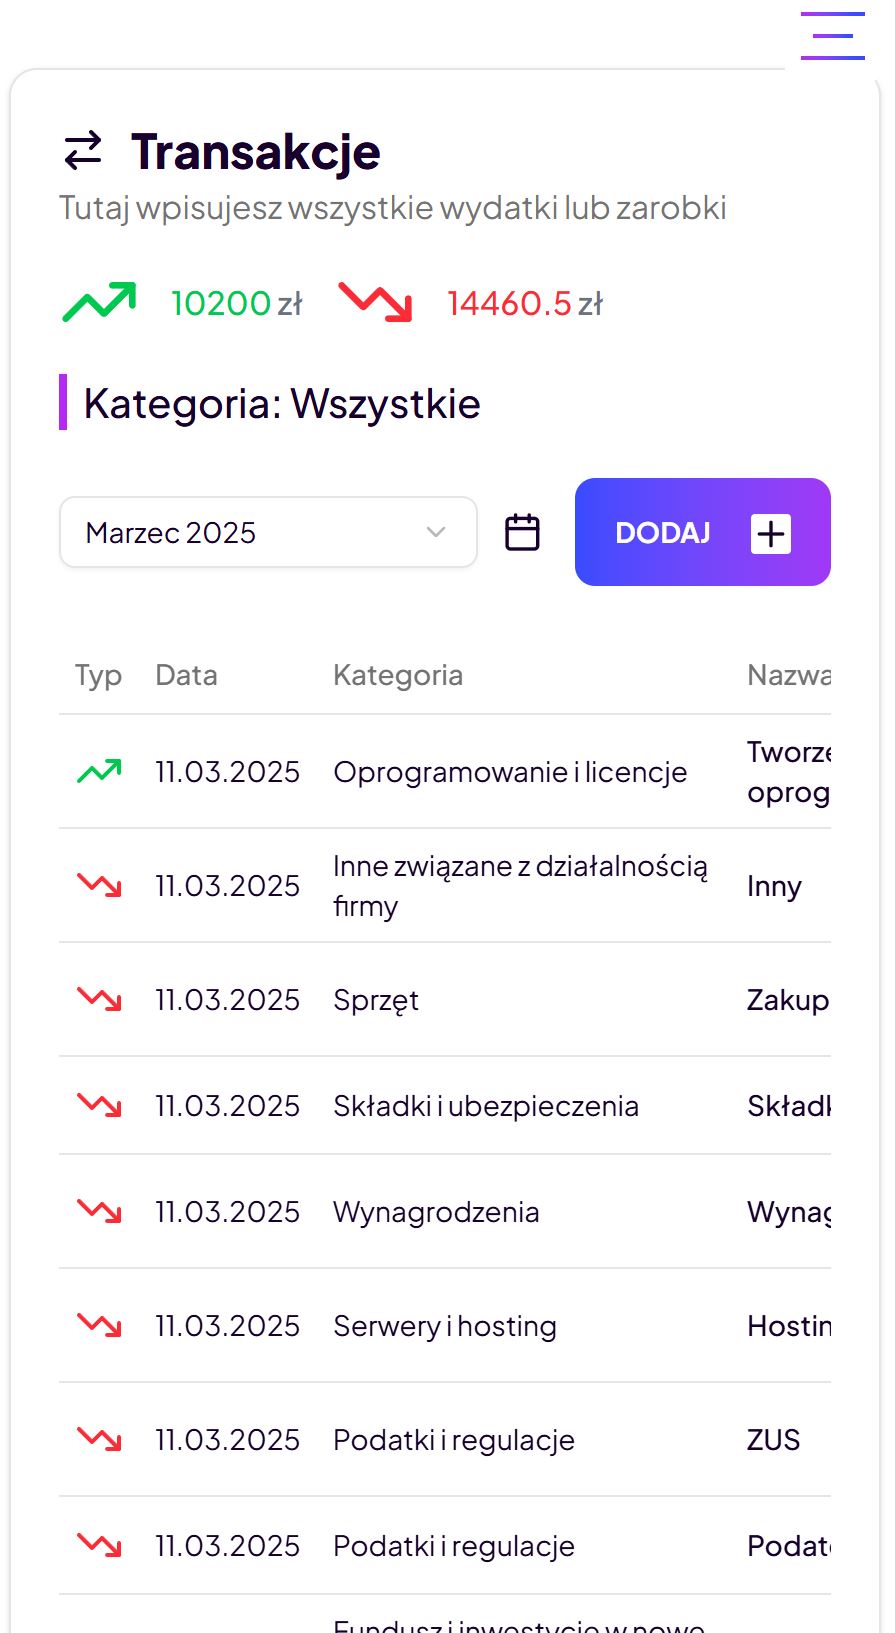 Transakcje
Tutaj wpisujesz wszystkie wydatki lub zarobki
10200 zł 14460.5 zł
Kategoria: Wszystkie
Marzec 2025 DODAJ
Typ Data Kategoria Nazwa
11.03.2025 Oprogramowanie i licencje Tworze
oprog
11.03.2025 Inne związane z działalnością
firmy Inny
11.03.2025 Sprzęt Zakup
11.03.2025 Składki i ubezpieczenia Składk
11.03.2025 Wynagrodzenia Wynag
11.03.2025 Serwery i hosting Hostin
11.03.2025 Podatki i regulacje ZUS
11.03.2025 Podatki i regulacje Podat
Fundusz i inwestycje w nowe